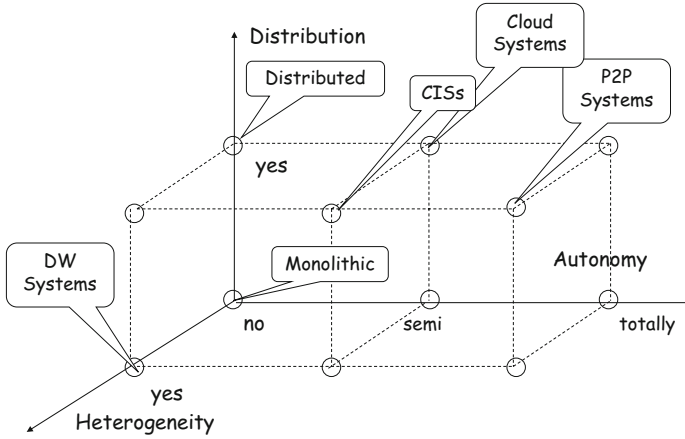 Cloud
Systems
Distribution
Distributed
CISs
P2P
Systems
yes
DW
Systems
Monolithic
Autonomy
no
semi
totally
yes
Heterogeneity